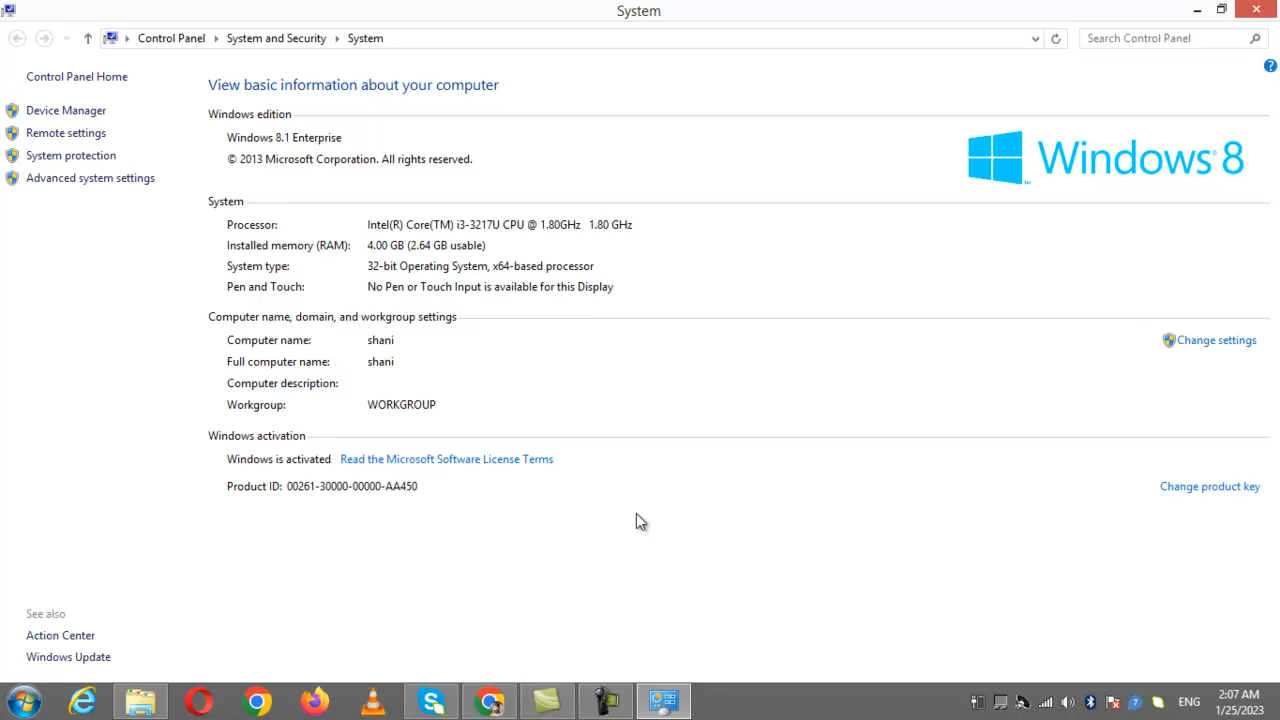 System
Control Panel System and Security System
Search Control Panel
Control Panel Home
Device Manager
Remote settings
System protection
Advanced system settings
View basic information about your computer
Windows edition
Windows 8.1 Enterprise
© 2013 Microsoft Corporation. All rights reserved.
Windows 8
System
Processor: Intel(R) Core(TM) i3-3217U CPU @ 1.80GHz 1.80 GHz
Installed memory (RAM): 4.00 GB (2.64 GB usable)
System type: 32-bit Operating System, x64-based processor
Pen and Touch: No Pen or Touch Input is available for this Display
Computer name, domain, and workgroup settings
Computer name: shani
Change settings
Full computer name: shani
Computer description:
Workgroup: WORKGROUP
Windows activation
Windows is activated Read the Microsoft Software License Terms
Product ID: 00261-30000-00000-AA450
Change product key
See also
Action Center
Windows Update
ENG
2:07 AM
1/25/2023